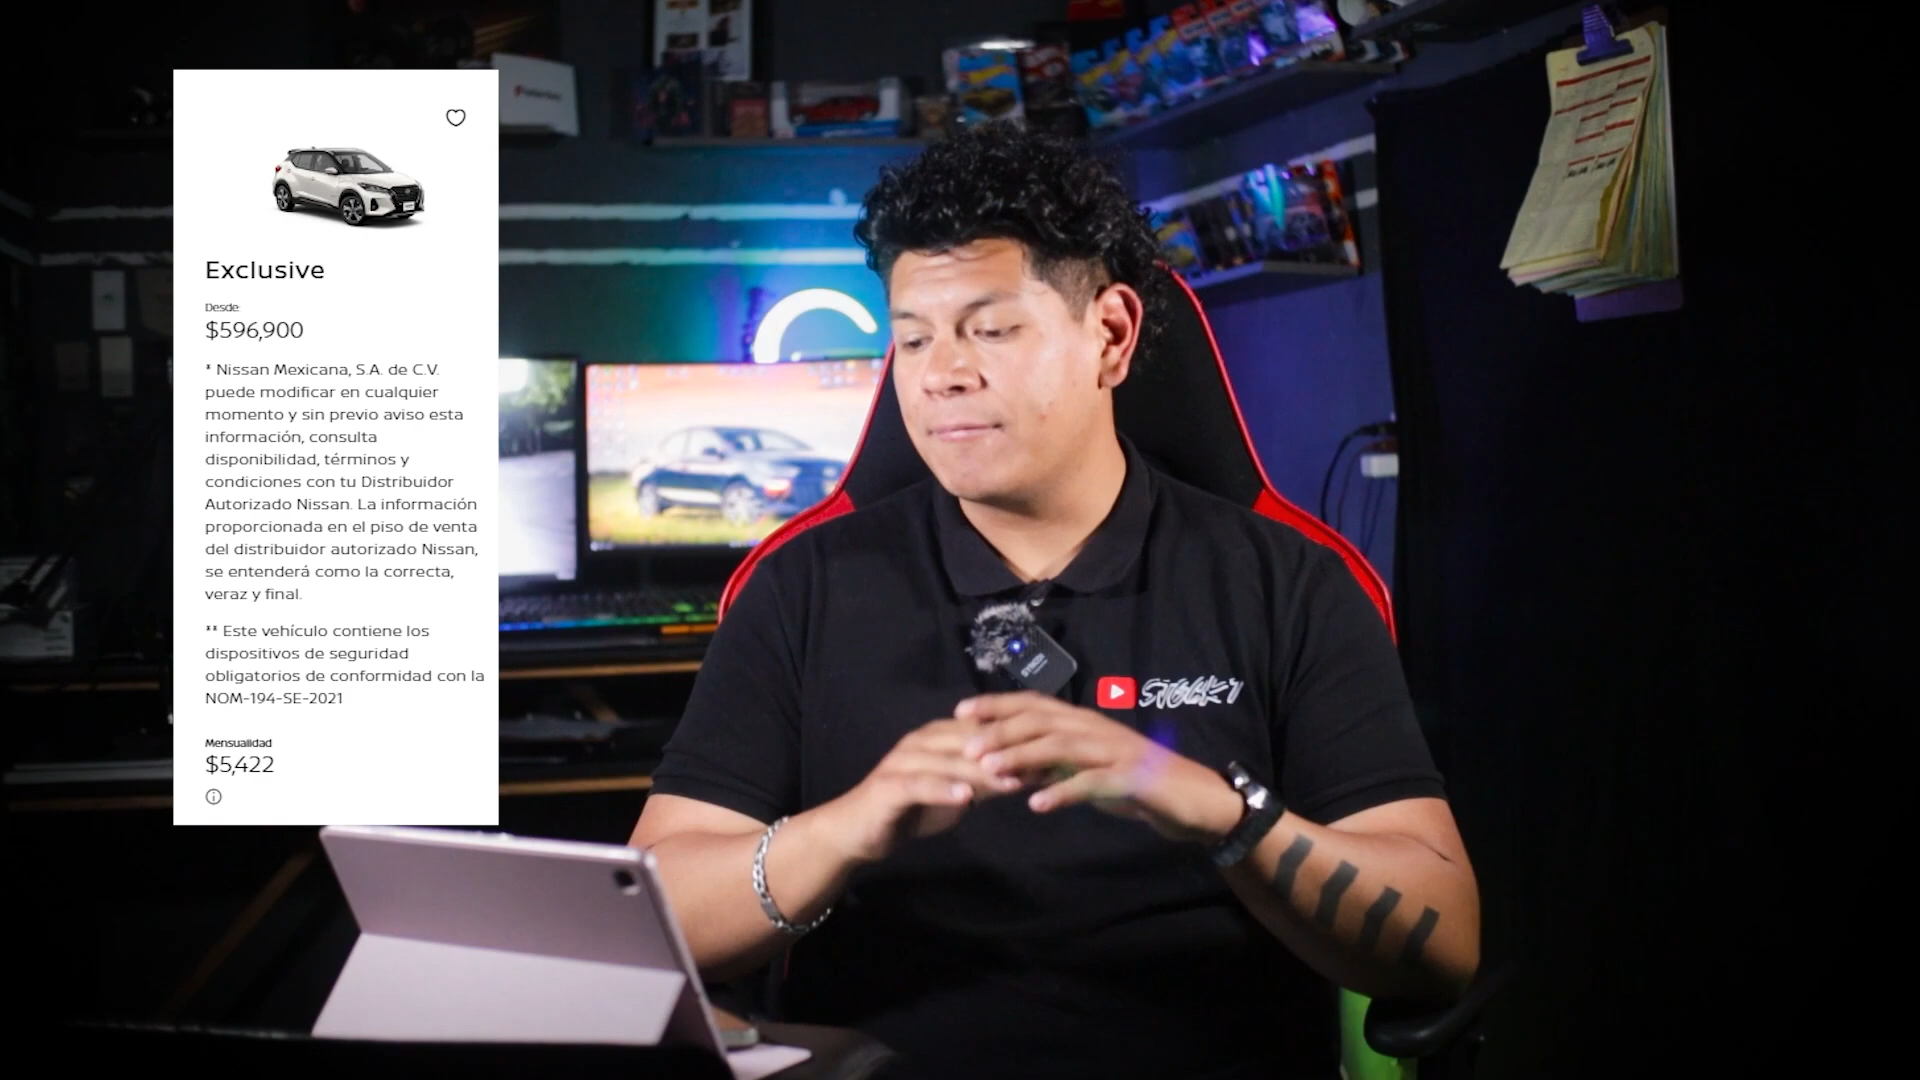 Exclusive
Desde:
$596,900
* Nissan Mexicana, S.A. de C.V.
puede modificar en cualquier
momento y sin previo aviso esta
información, consulta
disponibilidad, términos y
condiciones con tu Distribuidor
Autorizado Nissan. La información
proporcionada en el piso de venta
del distribuidor autorizado Nissan,
se entenderá como la correcta,
veraz y final.
** Este vehículo contiene los
dispositivos de seguridad
obligatorios de conformidad con la
NOM-194-SE-2021
Mensualidad
$5,422